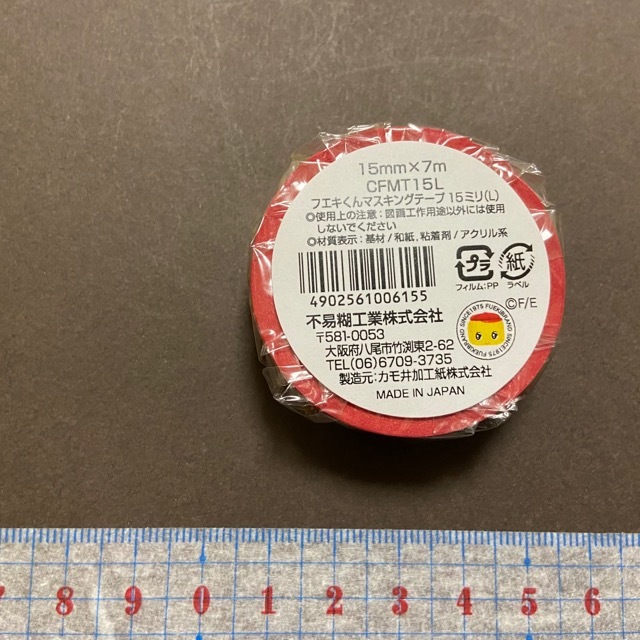 15mm×7m
CFMT15L
フエキくんマスキングテープ 15ミリ(L)
◎使用上の注意：図画工作用途以外には使用
しないでください
◎材質表示：基材/和紙,粘着剤/アクリル系
4902561006155
プラ
紙
フィルム:PP
ラベル
不易糊工業株式会社
〒581-0053
大阪府八尾市竹渕東2-62
TEL(06)6709-3735
製造元:カモ井加工紙株式会社
MADE IN JAPAN
©F/E
FUEKI BRAND SINCE1975
7 8 9 0 1 2 3 4 5 6